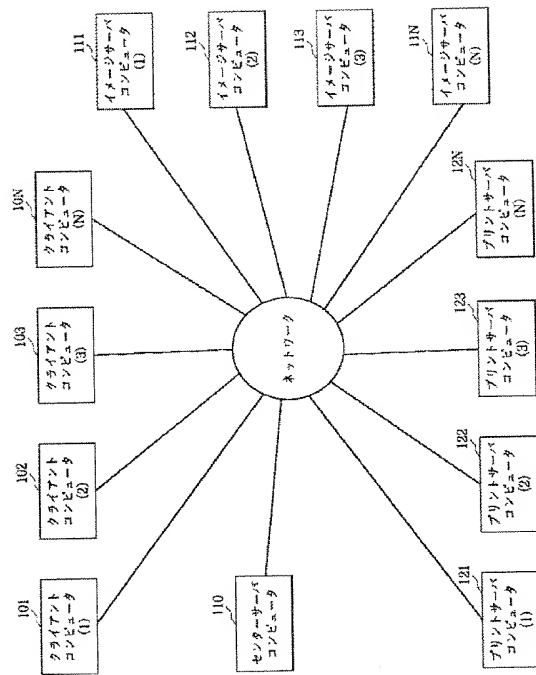 101
クライアント
コンピュータ
(1)
102
クライアント
コンピュータ
(2)
103
クライアント
コンピュータ
(3)
10N
クライアント
コンピュータ
(N)
111
イメージサーバ
コンピュータ
(1)
112
イメージサーバ
コンピュータ
(2)
113
イメージサーバ
コンピュータ
(3)
11N
イメージサーバ
コンピュータ
(N)
ネットワーク
110
センターサーバ
コンピュータ
121
プリントサーバ
コンピュータ
(1)
122
プリントサーバ
コンピュータ
(2)
123
プリントサーバ
コンピュータ
(3)
12N
プリントサーバ
コンピュータ
(N)